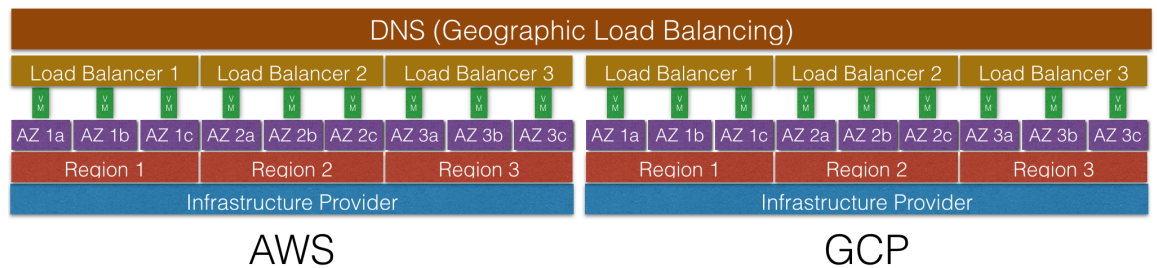 DNS (Geographic Load Balancing)
Load Balancer 1 Load Balancer 2 Load Balancer 3 Load Balancer 1 Load Balancer 2 Load Balancer 3
VM VM VM VM VM VM VM VM VM VM VM VM VM VM VM VM VM VM
AZ 1a AZ 1b AZ 1c AZ 2a AZ 2b AZ 2c AZ 3a AZ 3b AZ 3c AZ 1a AZ 1b AZ 1c AZ 2a AZ 2b AZ 2c AZ 3a AZ 3b AZ 3c
Region 1 Region 2 Region 3 Region 1 Region 2 Region 3
Infrastructure Provider Infrastructure Provider
AWS GCP